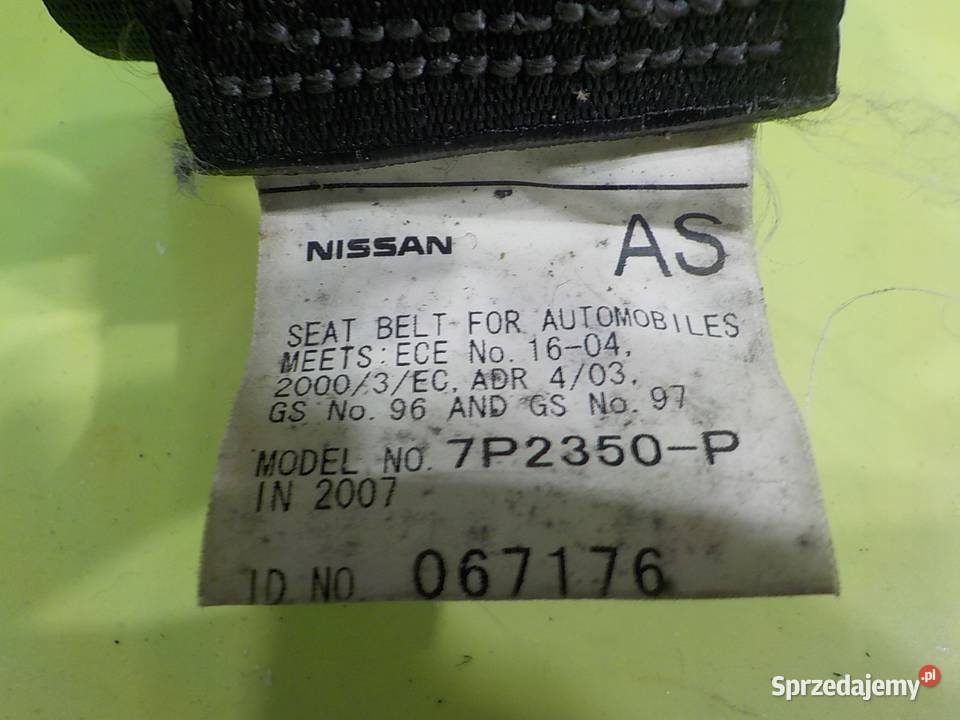 NISSAN AS
SEAT BELT FOR AUTOMOBILES
MEETS: ECE No. 16-04,
2000/3/EC, ADR 4/03,
GS No. 96 AND GS No. 97
MODEL NO. 7P2350-P
IN 2007
ID NO 067176
Sprzedajemy.pl